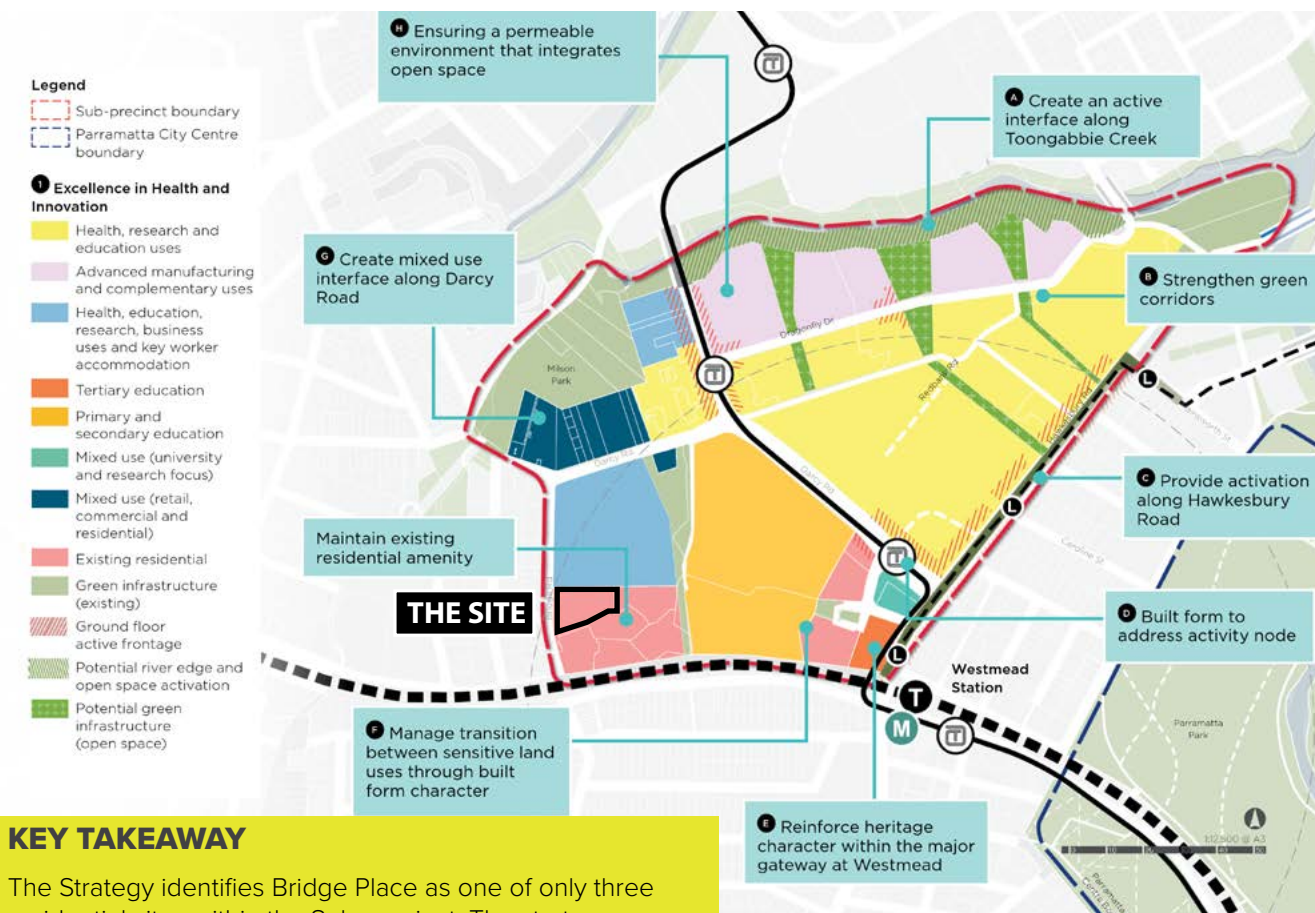 Legend
Sub-precinct boundary
Parramatta City Centre
boundary
1 Excellence in Health and
Innovation
Health, research and
education uses
Advanced manufacturing
and complementary uses
Health, education,
research, business
uses and key worker
accommodation
Tertiary education
Primary and
secondary education
Mixed use (university
and research focus)
Mixed use (retail,
commercial and
residential)
Existing residential
Green infrastructure
(existing)
Ground floor
active frontage
Potential river edge and
open space activation
Potential green
infrastructure
(open space)
H Ensuring a permeable
environment that integrates
open space
A Create an active
interface along
Toongabbie Creek
G Create mixed use
interface along Darcy
Road
B Strengthen green
corridors
C Provide activation
along Hawkesbury
Road
Maintain existing
residential amenity
THE SITE
D Built form to
address activity node
F Manage transition
between sensitive land
uses through built
form character
E Reinforce heritage
character within the major
gateway at Westmead
Milson
Park
Dragonfly Dr
Redbank Rd
Hawkesbury Rd
Darcy Rd
Darcy Rd
Caroline St
L
L
L
Westmead
Station
T
M
Parramatta
Park
1:12,500 @ A3
KEY TAKEAWAY
The Strategy identifies Bridge Place as one of only three